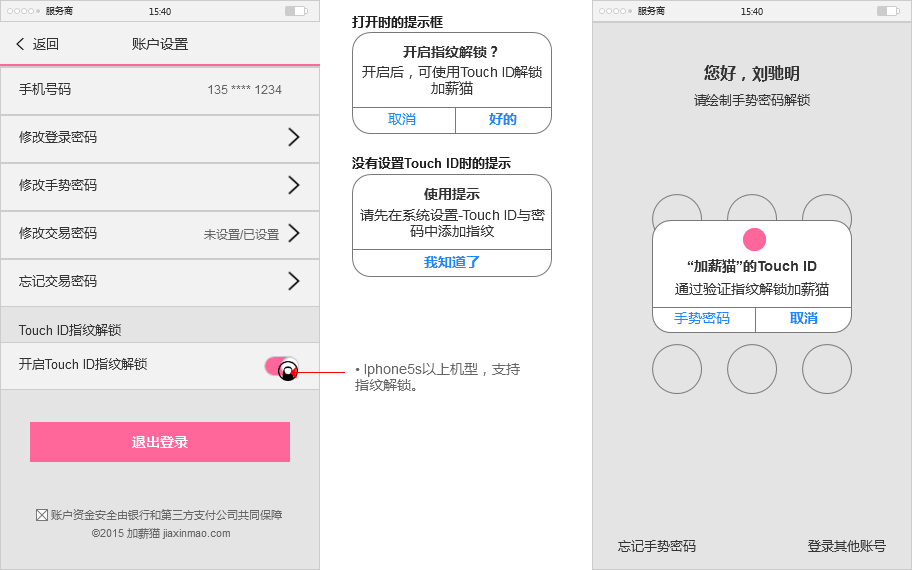 服务商
15:40
返回
账户设置
手机号码
135 **** 1234
修改登录密码
修改手势密码
修改交易密码
未设置/已设置
忘记交易密码
Touch ID指纹解锁
开启Touch ID指纹解锁
退出登录
账户资金安全由银行和第三方支付公司共同保障
©2015 加薪猫 jiaxinmao.com
打开时的提示框
开启指纹解锁？
开启后，可使用Touch ID解锁
加薪猫
取消
好的
没有设置Touch ID时的提示
使用提示
请先在系统设置-Touch ID与密
码中添加指纹
我知道了
• Iphone5s以上机型，支持
指纹解锁。
服务商
15:40
您好，刘驰明
请绘制手势密码解锁
“加薪猫”的Touch ID
通过验证指纹解锁加薪猫
手势密码
取消
忘记手势密码
登录其他账号